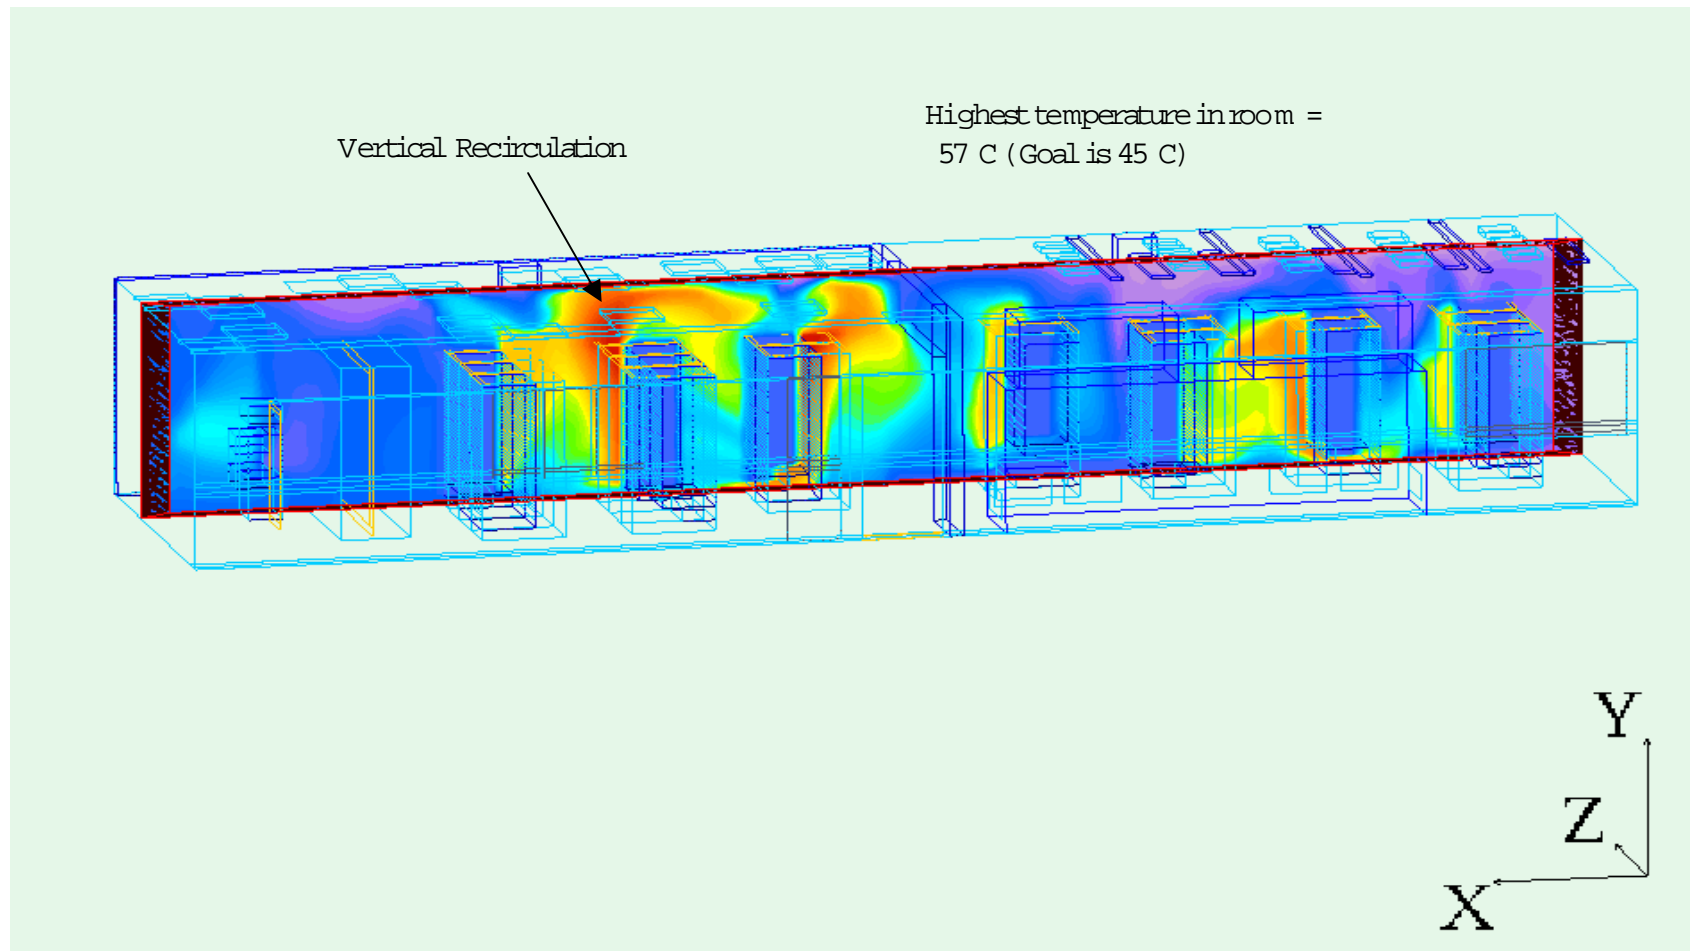 Highest temperature in room =
57 C (Goal is 45 C)
Vertical Recirculation
Y
Z
X